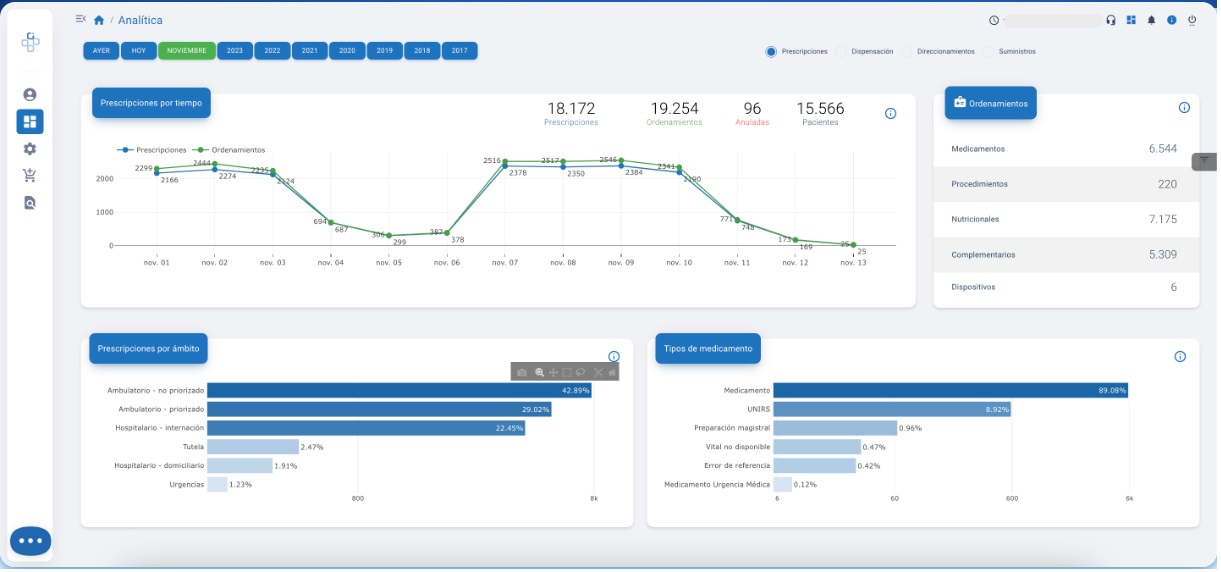 / Analítica
AYER HOY NOVIEMBRE 2023 2022 2021 2020 2019 2018 2017
Prescripciones Dispensación Direccionamientos Suministros
Prescripciones por tiempo
18.172 19.254 96 15.566
Prescripciones Ordenamientos Anuladas Pacientes
Prescripciones Ordenamientos
2299 2444 2235 694 306 387 2516 2517 2546 2341 771 173 25
2166 2274 2124 687 299 378 2378 2350 2384 2190 748 169 25
2000
1000
0
nov. 01 nov. 02 nov. 03 nov. 04 nov. 05 nov. 06 nov. 07 nov. 08 nov. 09 nov. 10 nov. 11 nov. 12 nov. 13
Ordenamientos
Medicamentos 6.544
Procedimientos 220
Nutricionales 7.175
Complementarios 5.309
Dispositivos 6
Prescripciones por ámbito
Ambulatorio - no priorizado 42.89%
Ambulatorio - priorizado 29.02%
Hospitalario - internación 22.45%
Tutela 2.47%
Hospitalario - domiciliario 1.91%
Urgencias 1.23%
800 8k
Tipos de medicamento
Medicamento 89.08%
UNIRS 8.92%
Preparación magistral 0.96%
Vital no disponible 0.47%
Error de referencia 0.42%
Medicamento Urgencia Médica 0.12%
6 60 600 6k